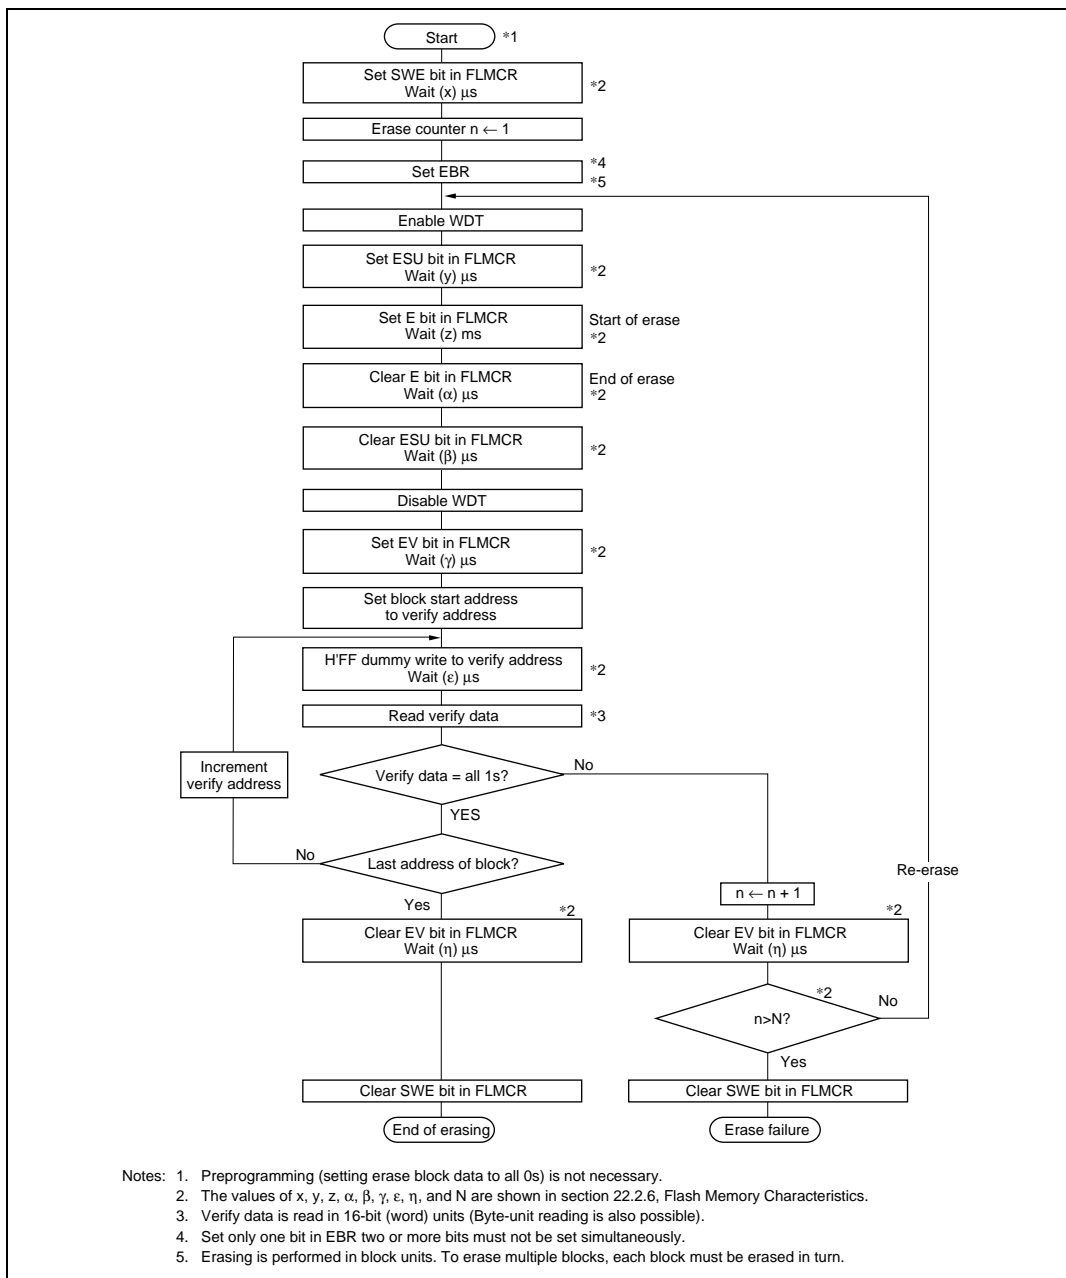 Start *1
Set SWE bit in FLMCR
Wait (x) μs
*2
Erase counter n ← 1
Set EBR
*4
*5
Enable WDT
Set ESU bit in FLMCR
Wait (y) μs
*2
Set E bit in FLMCR
Wait (z) ms
Start of erase
*2
Clear E bit in FLMCR
Wait (α) μs
End of erase
*2
Clear ESU bit in FLMCR
Wait (β) μs
*2
Disable WDT
Set EV bit in FLMCR
Wait (γ) μs
*2
Set block start address
to verify address
H'FF dummy write to verify address
Wait (ε) μs
*2
Read verify data
*3
Increment
verify address
Verify data = all 1s?
No
YES
Last address of block?
No
Yes
Re-erase
n ← n + 1
*2
Clear EV bit in FLMCR
Wait (η) μs
*2
Clear EV bit in FLMCR
Wait (η) μs
*2
n>N?
No
Yes
Clear SWE bit in FLMCR
Clear SWE bit in FLMCR
End of erasing
Erase failure
Notes: 1. Preprogramming (setting erase block data to all 0s) is not necessary.
2. The values of x, y, z, α, β, γ, ε, η, and N are shown in section 22.2.6, Flash Memory Characteristics.
3. Verify data is read in 16-bit (word) units (Byte-unit reading is also possible).
4. Set only one bit in EBR two or more bits must not be set simultaneously.
5. Erasing is performed in block units. To erase multiple blocks, each block must be erased in turn.